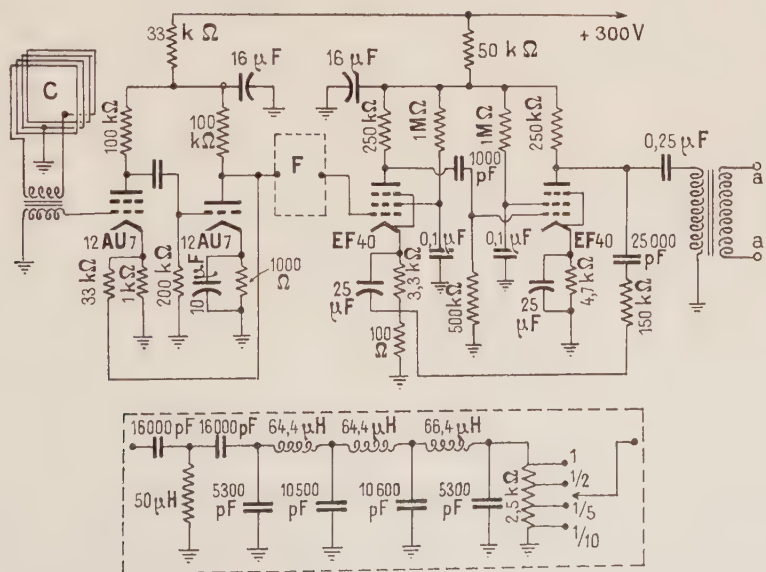 33 kΩ
50 kΩ
+300V
16 µF
16 µF
C
100 kΩ
100 kΩ
250 kΩ
1MΩ
1MΩ
250 kΩ
0,25 µF
F
1000 pF
a
a
12AU7
12AU7
EF40
EF40
0,1 µF
0,1 µF
25000 pF
33 kΩ
1 kΩ
200 kΩ
10 µF
1000 Ω
25 µF
3,3 kΩ
100 Ω
500 kΩ
25 µF
4,7 kΩ
150 kΩ
16000 pF
16000 pF
64,4 µH
64,4 µH
66,4 µH
50 µH
5300 pF
10500 pF
10600 pF
5300 pF
2,5 kΩ
1
1/2
1/5
1/10